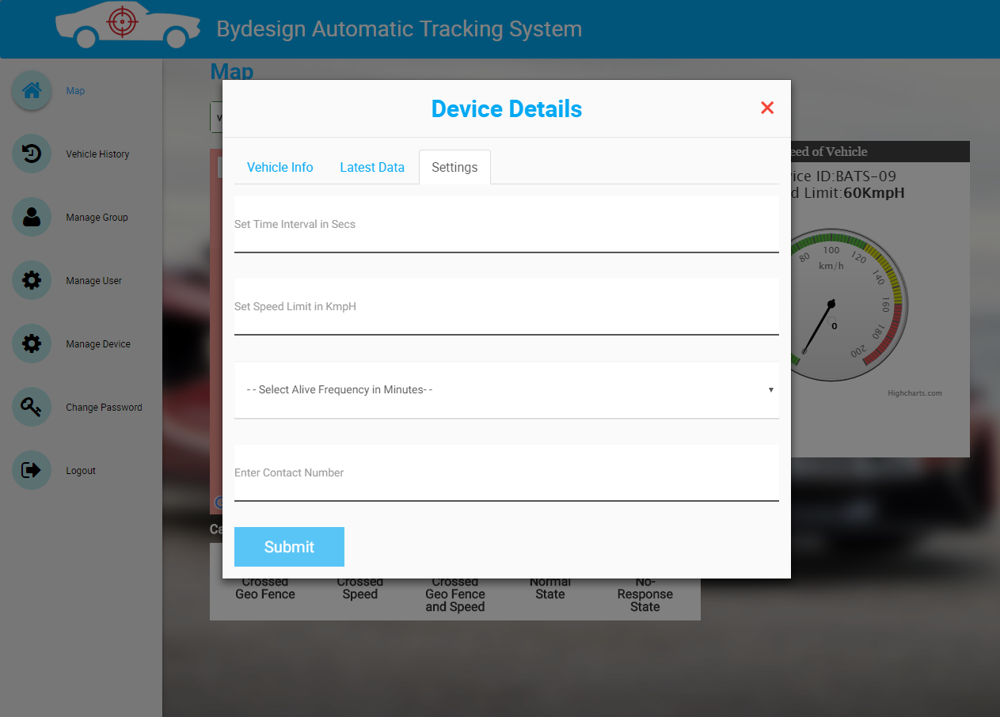 Bydesign Automatic Tracking System
Map
Vehicle History
Manage Group
Manage User
Manage Device
Change Password
Logout
Map
Device Details
Vehicle Info
Latest Data
Settings
Set Time Interval in Secs
Set Speed Limit in KmpH
- - Select Alive Frequency in Minutes- -
Enter Contact Number
Submit
of Vehicle
ID:BATS-09
Limit:60KmpH
80
100
120
140
160
180
200
km/h
0
Highcharts.com
Crossed
Geo Fence
Crossed
Speed
Crossed
Geo Fence
and Speed
Normal
State
No-
Response
State